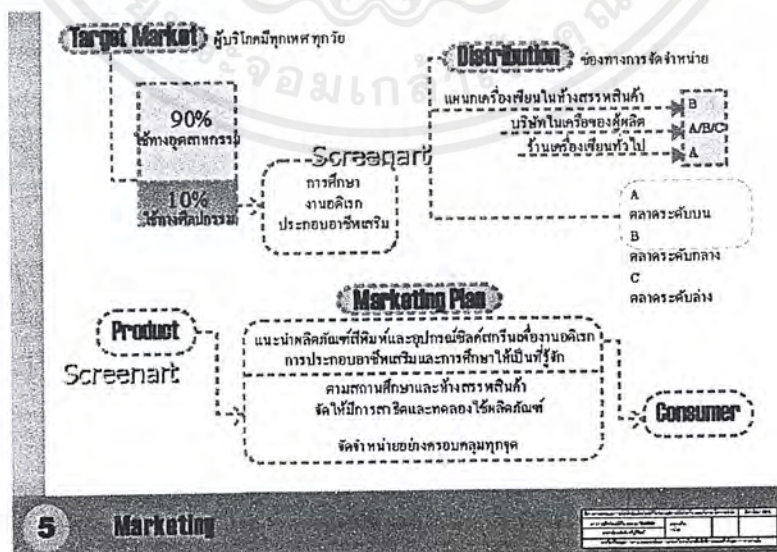 Target Market ผู้บริโภคมีทุกเพศทุกวัย
90%
ใช้ทางอุตสาหกรรม
10%
ใช้ทางศิลปกรรม
Screenart
การศึกษา
งานอดิเรก
ประกอบอาชีพเสริม
Distribution ช่องทางการจัดจำหน่าย
แผนกเครื่องเขียนในห้างสรรพสินค้า B
บริษัทในเครือของผู้ผลิต A/B/C
ร้านเครื่องเขียนทั่วไป A
A
ตลาดระดับบน
B
ตลาดระดับกลาง
C
ตลาดระดับล่าง
Marketing Plan
Product
Screenart
แนะนำผลิตภัณฑ์สีพิมพ์และอุปกรณ์ซิลค์สกรีนเพื่องานอดิเรก
การประกอบอาชีพเสริมและการศึกษาให้เป็นที่รู้จัก
ตามสถานศึกษาและห้างสรรพสินค้า
จัดให้มีการสาธิตและทดลองใช้ผลิตภัณฑ์
จัดจำหน่ายอย่างครอบคลุมทุกจุด
Consumer
5 Marketing